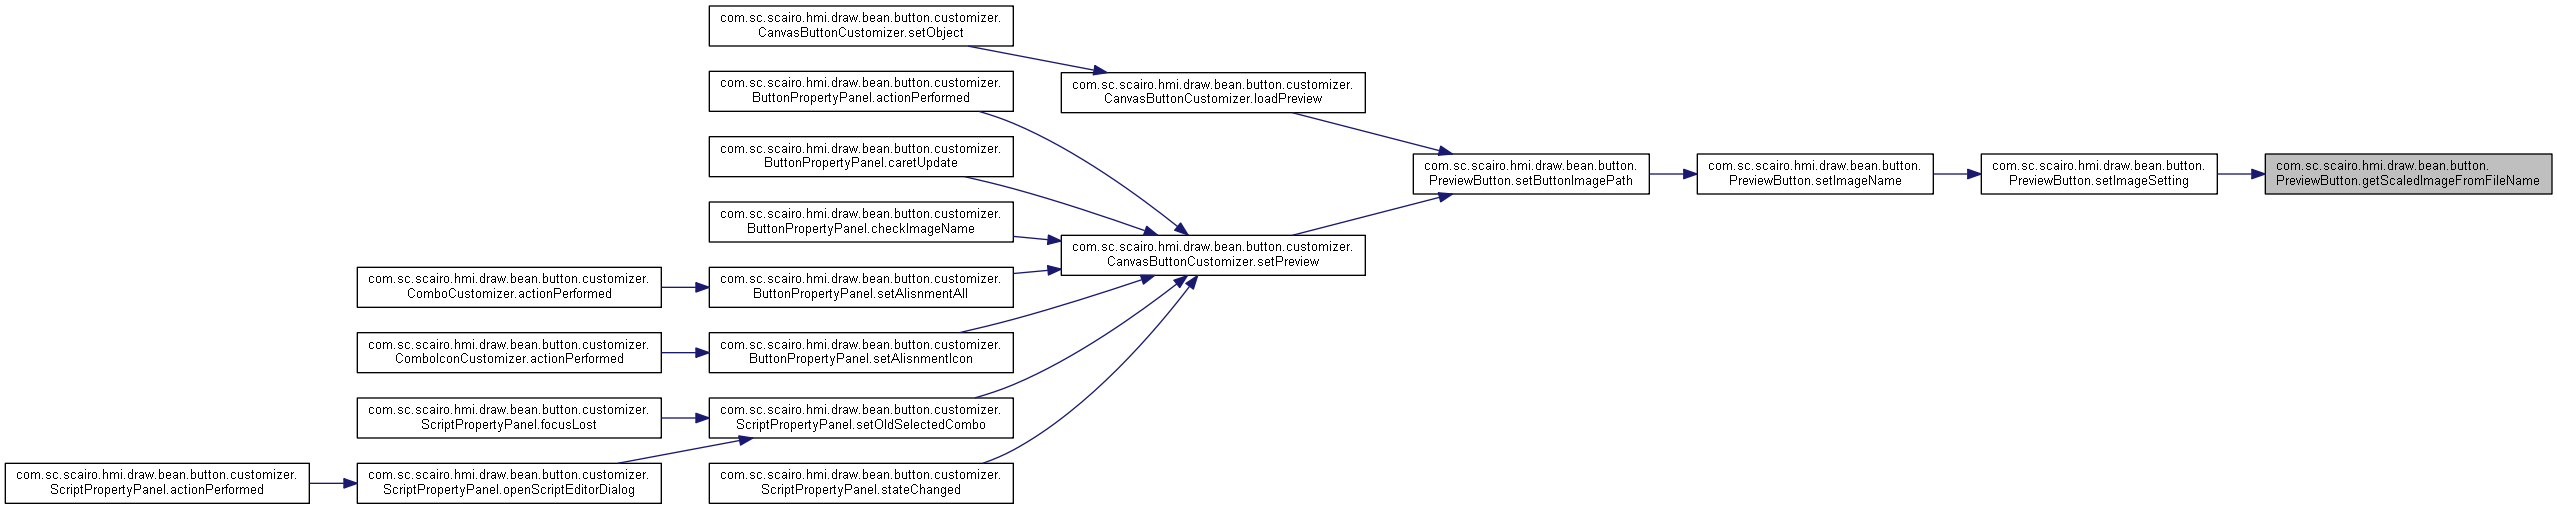 com.sc.scairo.hmi.draw.bean.button.customizer.
CanvasButtonCustomizer.setObject
com.sc.scairo.hmi.draw.bean.button.customizer.
ButtonPropertyPanel.actionPerformed
com.sc.scairo.hmi.draw.bean.button.customizer.
CanvasButtonCustomizer.loadPreview
com.sc.scairo.hmi.draw.bean.button.customizer.
ButtonPropertyPanel.caretUpdate
com.sc.scairo.hmi.draw.bean.button.
PreviewButton.setButtonImagePath
com.sc.scairo.hmi.draw.bean.button.
PreviewButton.setImageName
com.sc.scairo.hmi.draw.bean.button.
PreviewButton.setImageSetting
com.sc.scairo.hmi.draw.bean.button.
PreviewButton.getScaledImageFromFileName
com.sc.scairo.hmi.draw.bean.button.customizer.
ButtonPropertyPanel.checkImageName
com.sc.scairo.hmi.draw.bean.button.customizer.
CanvasButtonCustomizer.setPreview
com.sc.scairo.hmi.draw.bean.button.customizer.
ComboCustomizer.actionPerformed
com.sc.scairo.hmi.draw.bean.button.customizer.
ButtonPropertyPanel.setAlisnmentAll
com.sc.scairo.hmi.draw.bean.button.customizer.
ComboIconCustomizer.actionPerformed
com.sc.scairo.hmi.draw.bean.button.customizer.
ButtonPropertyPanel.setAlisnmentIcon
com.sc.scairo.hmi.draw.bean.button.customizer.
ScriptPropertyPanel.focusLost
com.sc.scairo.hmi.draw.bean.button.customizer.
ScriptPropertyPanel.setOldSelectedCombo
com.sc.scairo.hmi.draw.bean.button.customizer.
ScriptPropertyPanel.actionPerformed
com.sc.scairo.hmi.draw.bean.button.customizer.
ScriptPropertyPanel.openScriptEditorDialog
com.sc.scairo.hmi.draw.bean.button.customizer.
ScriptPropertyPanel.stateChanged